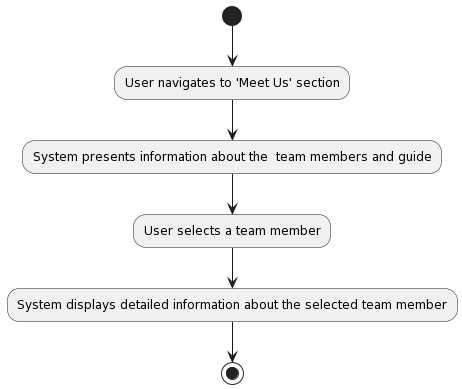 User navigates to 'Meet Us' section
System presents information about the  team members and guide
User selects a team member
System displays detailed information about the selected team member